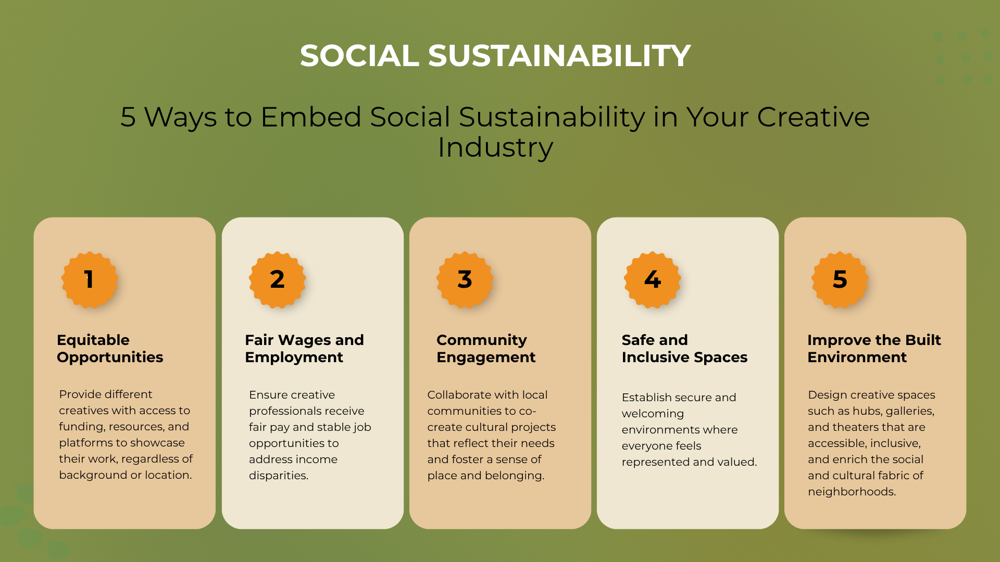 SOCIAL SUSTAINABILITY
5 Ways to Embed Social Sustainability in Your Creative
Industry
1
Equitable
Opportunities
Provide different
creatives with access to
funding, resources, and
platforms to showcase
their work, regardless of
background or location.
2
Fair Wages and
Employment
Ensure creative
professionals receive
fair pay and stable job
opportunities to
address income
disparities.
3
Community
Engagement
Collaborate with local
communities to co-
create cultural projects
that reflect their needs
and foster a sense of
place and belonging.
4
Safe and
Inclusive Spaces
Establish secure and
welcoming
environments where
everyone feels
represented and valued.
5
Improve the Built
Environment
Design creative spaces
such as hubs, galleries,
and theaters that are
accessible, inclusive,
and enrich the social
and cultural fabric of
neighborhoods.